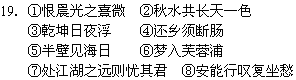 19. ①恨晨光之熹微 ②秋水共长天一色
③乾坤日夜浮 ④还乡须断肠
⑤半壁见海日 ⑥梦入芙蓉浦
⑦处江湖之远则忧其君 ⑧安能行叹复坐愁